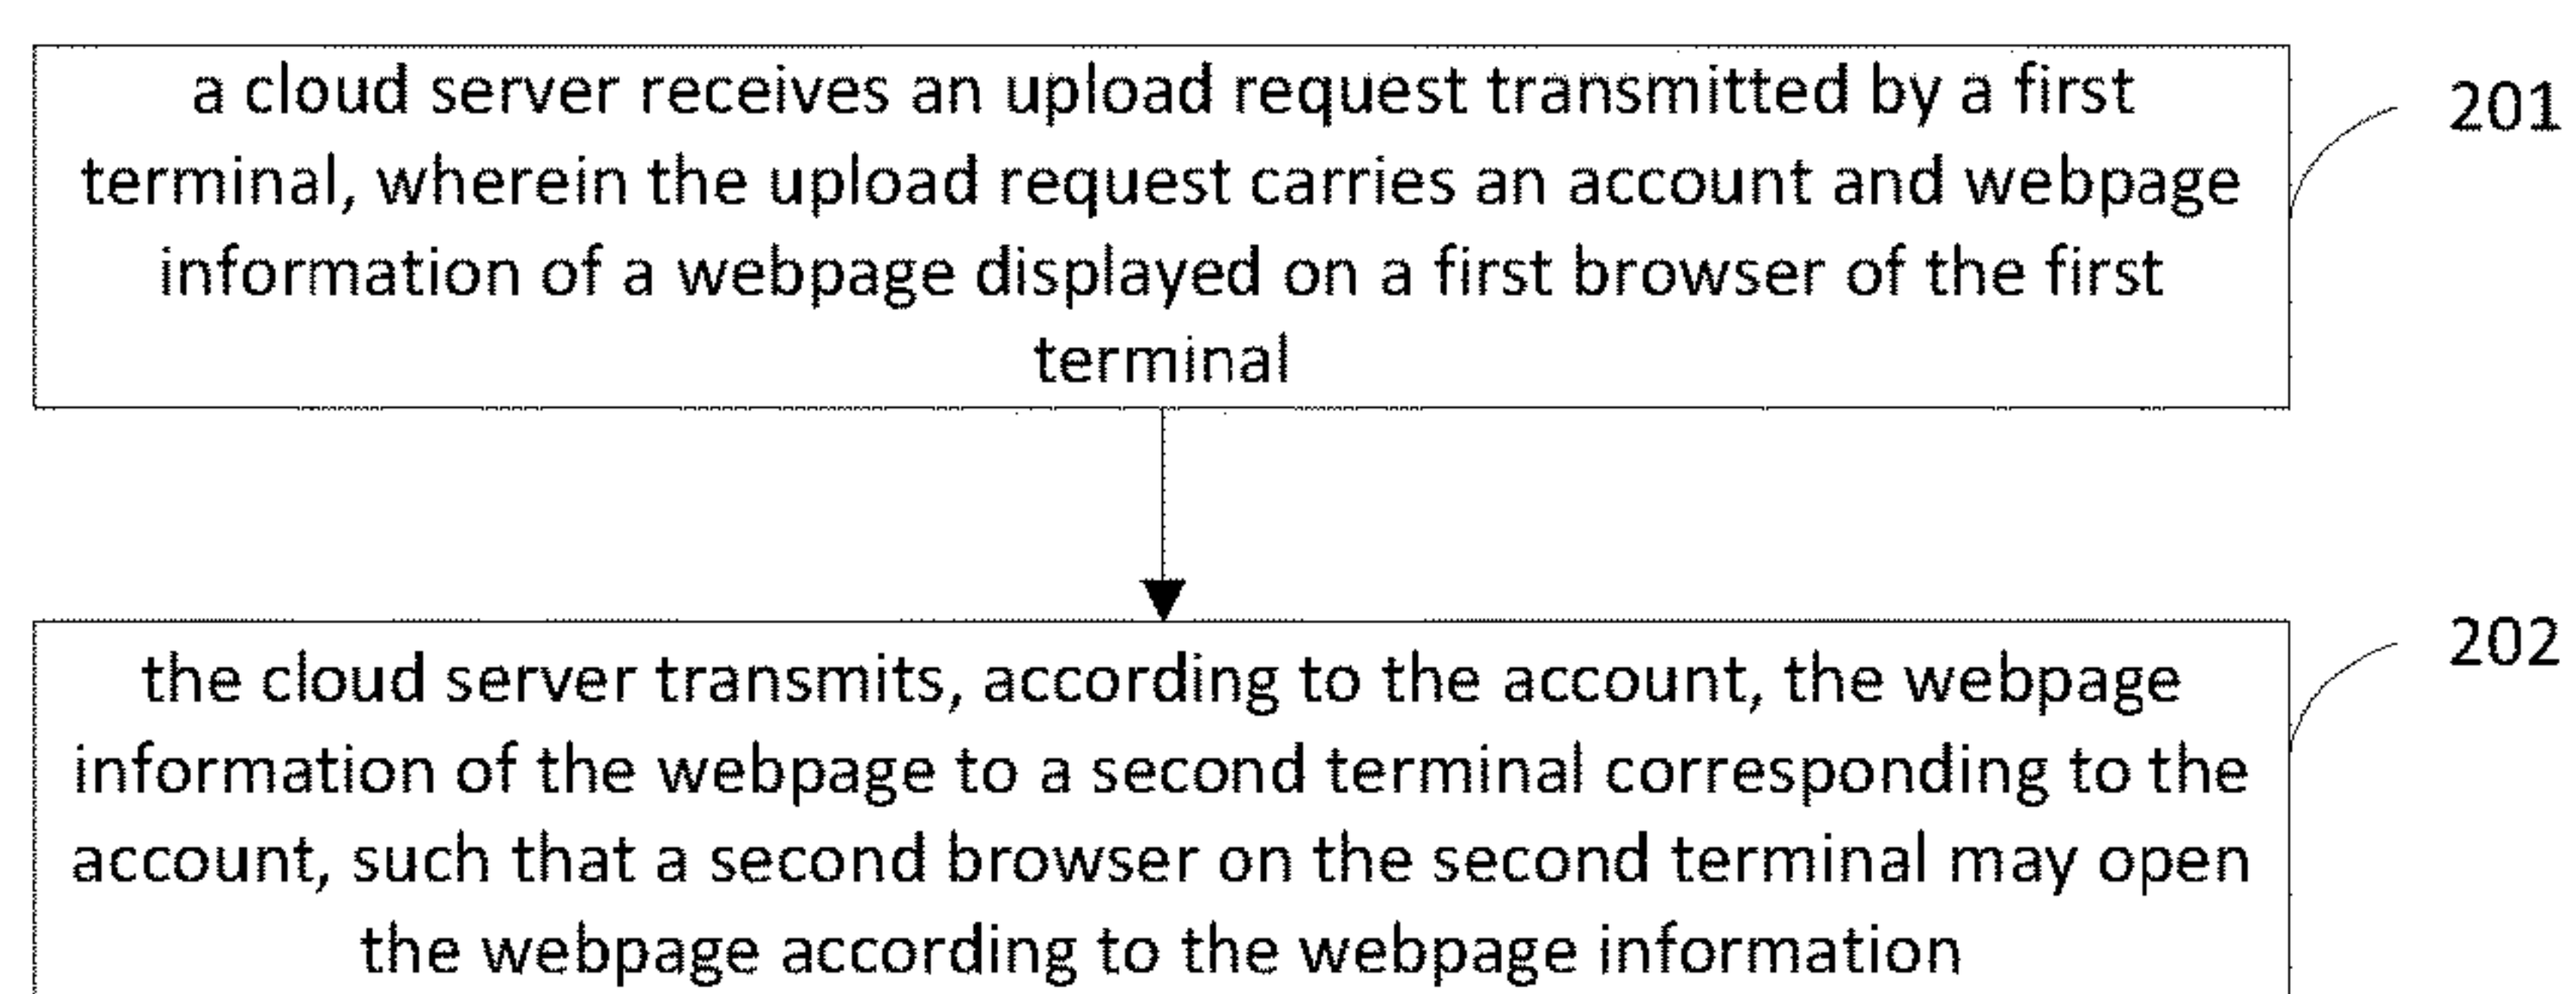 a cloud server receives an upload request transmitted by a first
terminal, wherein the upload request carries an account and webpage
information of a webpage displayed on a first browser of the first
terminal
201
the cloud server transmits, according to the account, the webpage
information of the webpage to a second terminal corresponding to the
account, such that a second browser on the second terminal may open
the webpage according to the webpage information
202